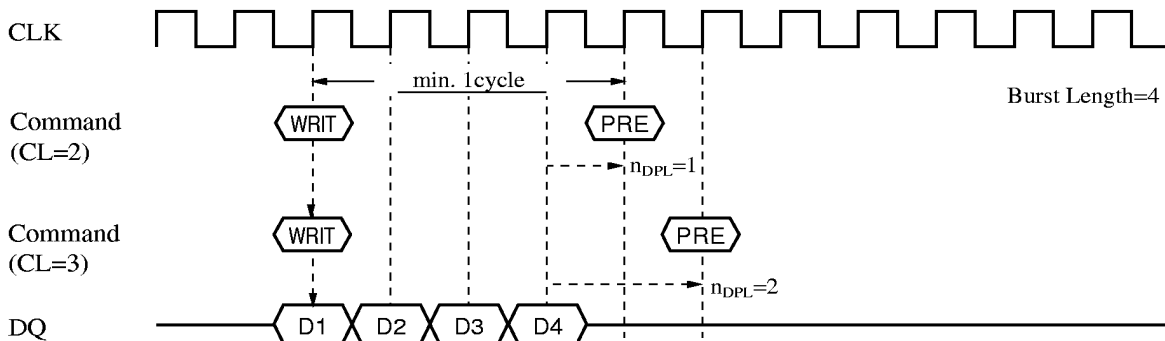 CLK
min. 1cycle
Burst Length=4
Command
(CL=2)
WRIT
PRE
nDPL=1
Command
(CL=3)
WRIT
PRE
nDPL=2
DQ
D1
D2
D3
D4